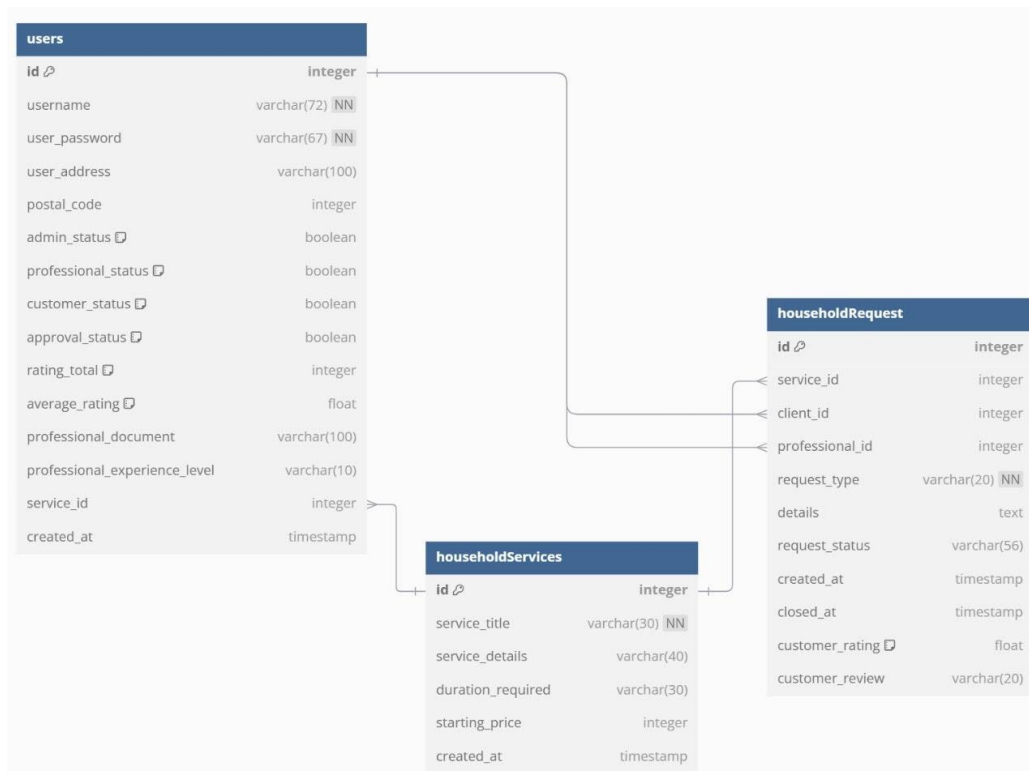 users
id integer
username varchar(72) NN
user_password varchar(67) NN
user_address varchar(100)
postal_code integer
admin_status boolean
professional_status boolean
customer_status boolean
approval_status boolean
rating_total integer
average_rating float
professional_document varchar(100)
professional_experience_level varchar(10)
service_id integer
created_at timestamp
householdServices
id integer
service_title varchar(30) NN
service_details varchar(40)
duration_required varchar(30)
starting_price integer
created_at timestamp
householdRequest
id integer
service_id integer
client_id integer
professional_id integer
request_type varchar(20) NN
details text
request_status varchar(56)
created_at timestamp
closed_at timestamp
customer_rating float
customer_review varchar(20)